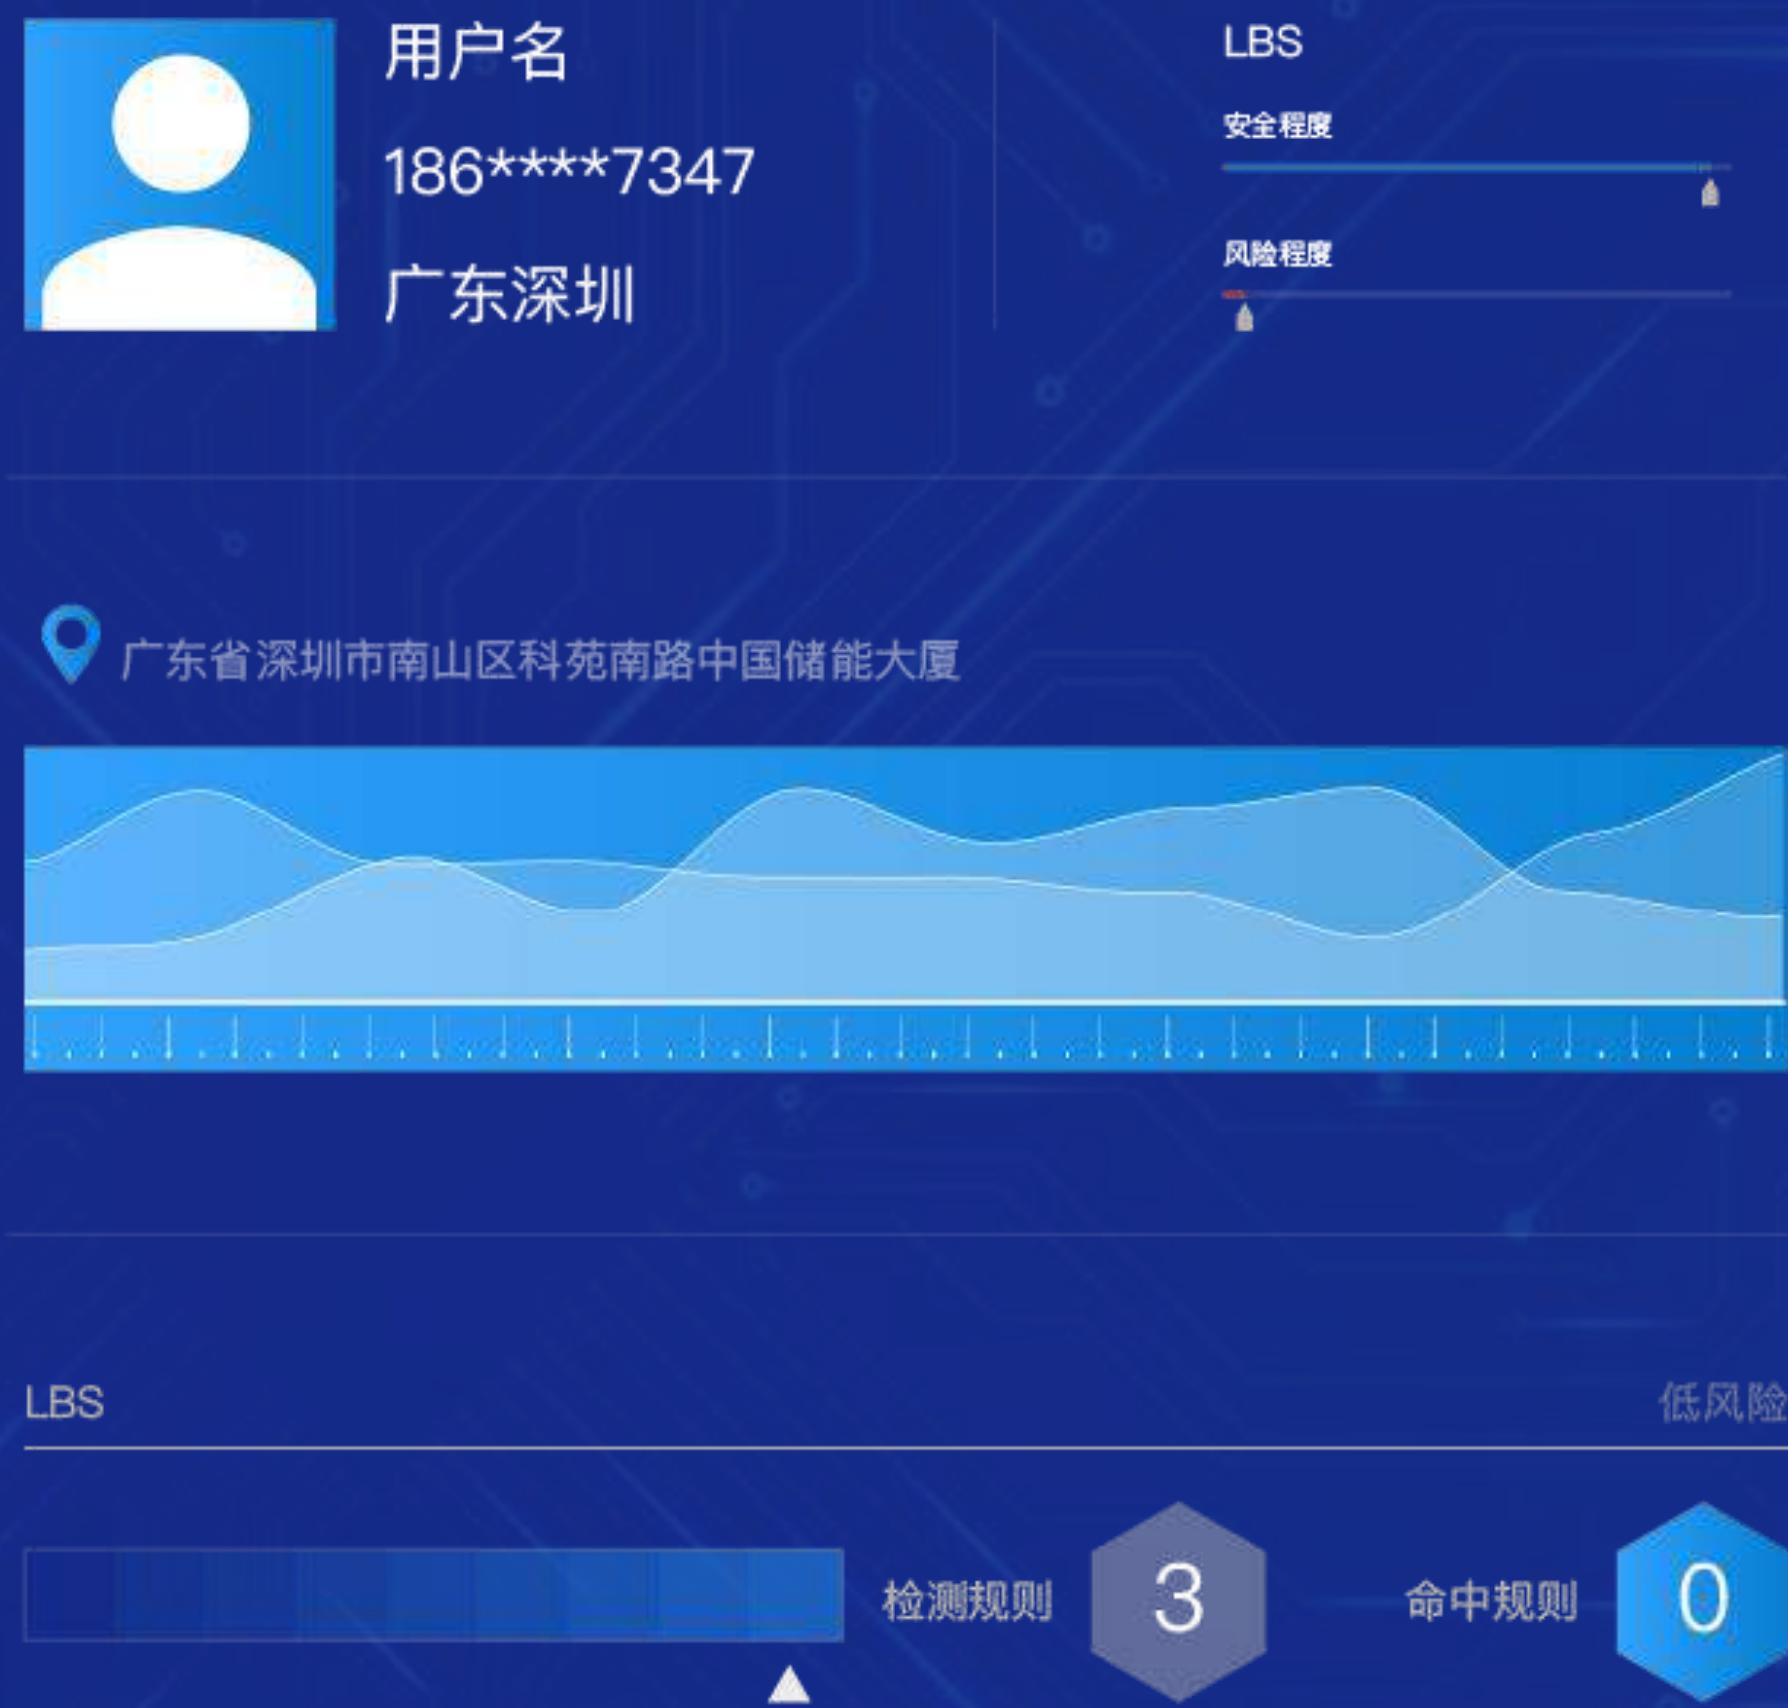 用户名
186****7347
广东深圳
LBS
安全程度
风险程度
广东省深圳市南山区科苑南路中国储能大厦
LBS
低风险
检测规则
3
命中规则
0